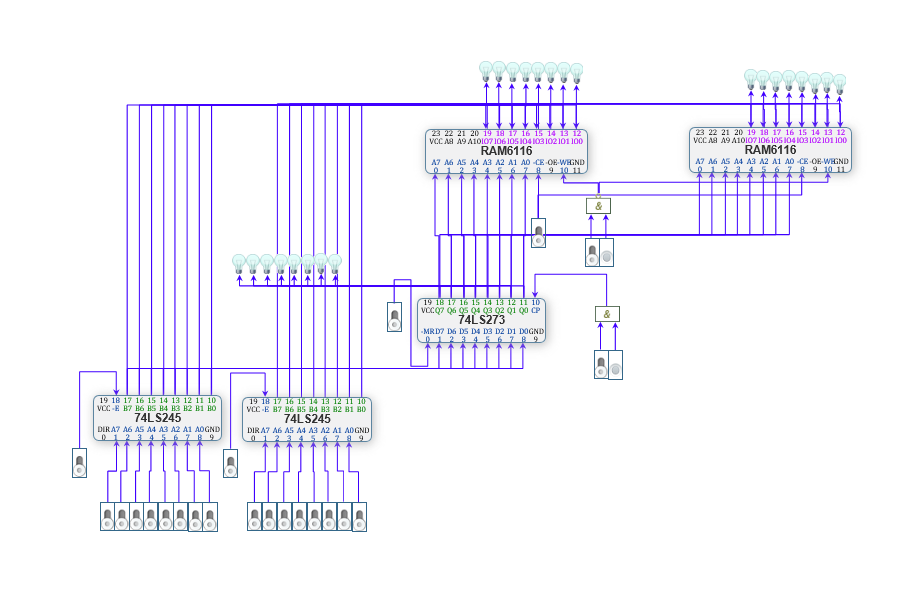 23 22 21 20 19 18 17 16 15 14 13 12
VCC A8 A9 A10 IO7 IO6 IO5 IO4 IO3 IO2 IO1 IO0
RAM6116
A7 A6 A5 A4 A3 A2 A1 A0 -CE -OE -WE GND
0 1 2 3 4 5 6 7 8 9 10 11
23 22 21 20 19 18 17 16 15 14 13 12
VCC A8 A9 A10 IO7 IO6 IO5 IO4 IO3 IO2 IO1 IO0
RAM6116
A7 A6 A5 A4 A3 A2 A1 A0 -CE -OE -WE GND
0 1 2 3 4 5 6 7 8 9 10 11
&
19 18 17 16 15 14 13 12 11 10
VCC Q7 Q6 Q5 Q4 Q3 Q2 Q1 Q0 CP
74LS273
-MR D7 D6 D5 D4 D3 D2 D1 D0 GND
0 1 2 3 4 5 6 7 8 9
&
19 18 17 16 15 14 13 12 11 10
VCC -E B7 B6 B5 B4 B3 B2 B1 B0
74LS245
DIR A7 A6 A5 A4 A3 A2 A1 A0 GND
0 1 2 3 4 5 6 7 8 9
19 18 17 16 15 14 13 12 11 10
VCC -E B7 B6 B5 B4 B3 B2 B1 B0
74LS245
DIR A7 A6 A5 A4 A3 A2 A1 A0 GND
0 1 2 3 4 5 6 7 8 9